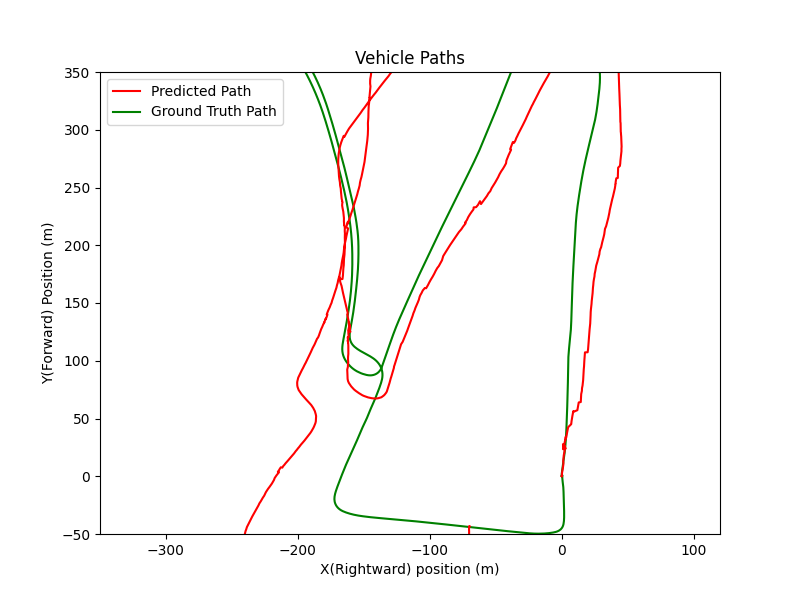 Vehicle Paths
Predicted Path
Ground Truth Path
350
300
250
200
150
100
50
0
−50
Y(Forward) Position (m)
−300
−200
−100
0
100
X(Rightward) position (m)